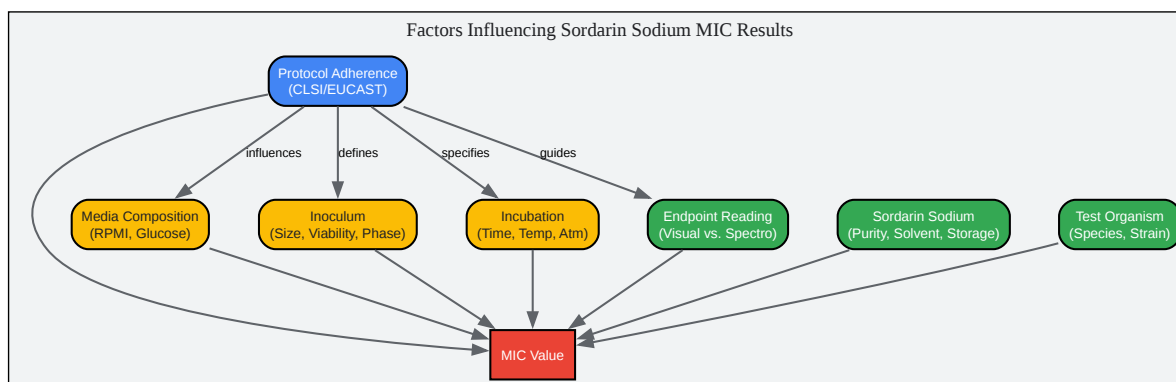 Factors Influencing Sordarin Sodium MIC Results
Protocol Adherence
(CLSI/EUCAST)
influences
defines
specifies
guides
Media Composition
(RPMI, Glucose)
Inoculum
(Size, Viability, Phase)
Incubation
(Time, Temp, Atm)
Endpoint Reading
(Visual vs. Spectro)
Sordarin Sodium
(Purity, Solvent, Storage)
Test Organism
(Species, Strain)
MIC Value